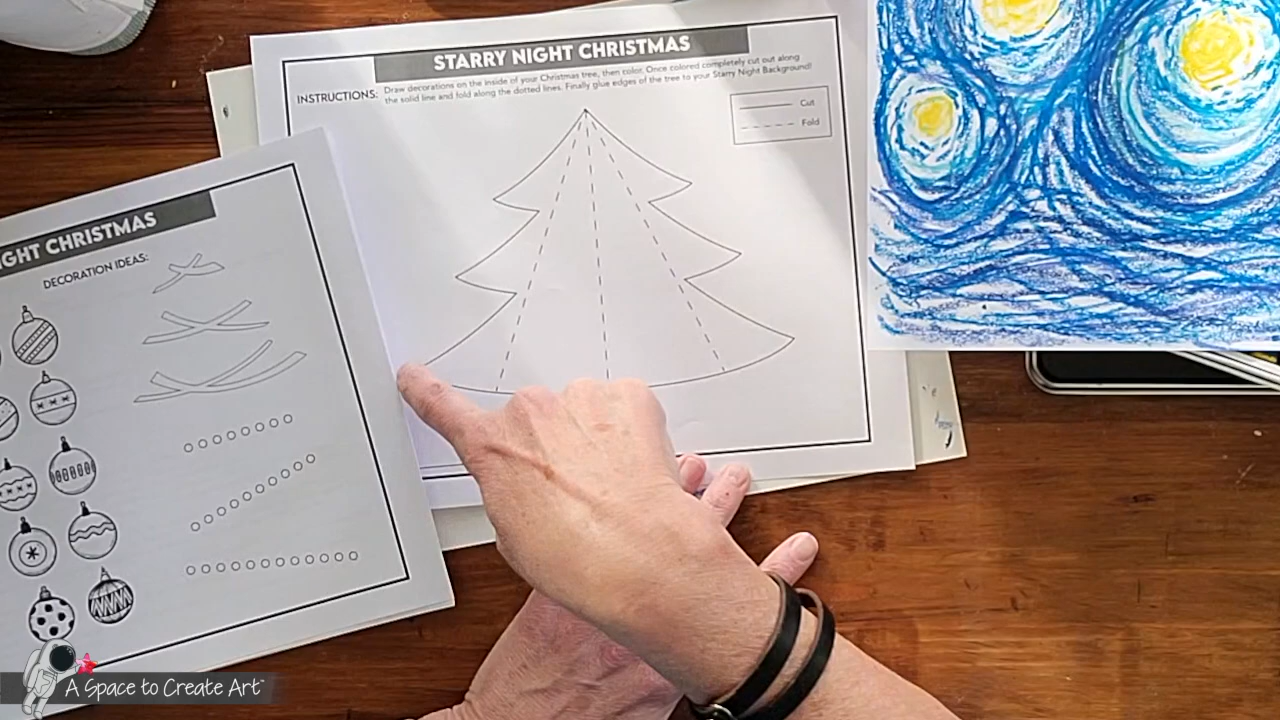 STARRY NIGHT CHRISTMAS
INSTRUCTIONS: Draw decorations on the inside of your Christmas tree, then color. Once colored completely cut out along
the solid line and fold along the dotted lines. Finally glue edges of the tree to your Starry Night Background!
Cut
Fold
GHT CHRISTMAS
DECORATION IDEAS:
A Space to Create Art™